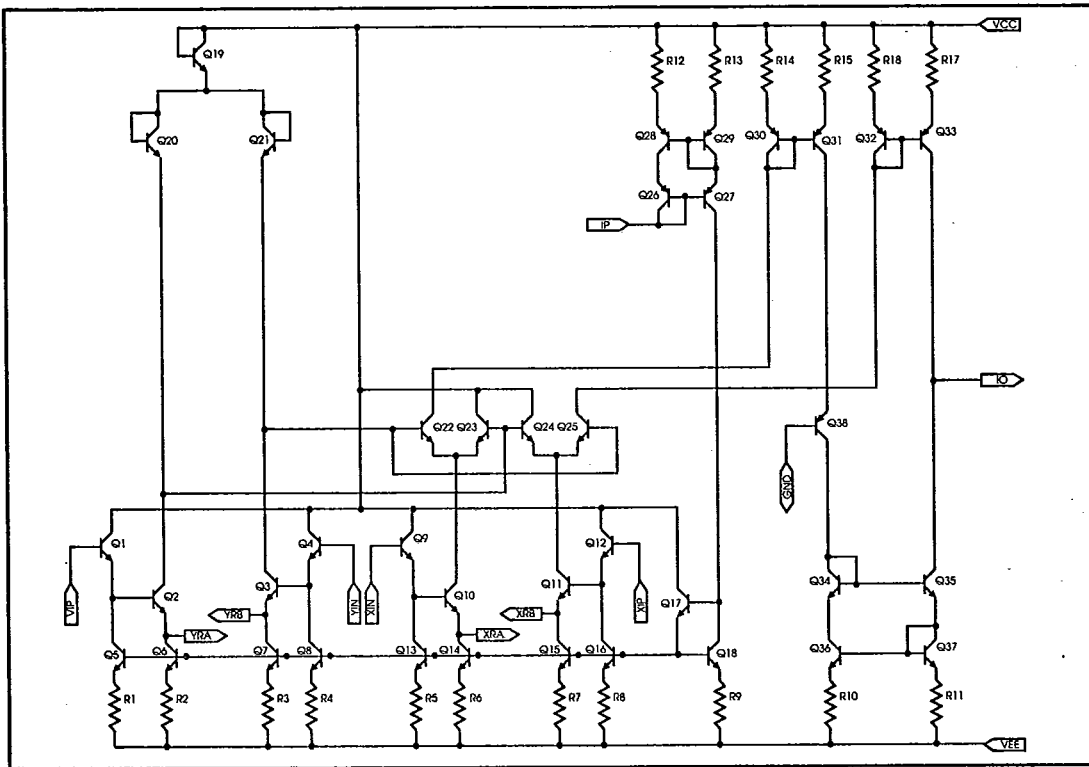 VCC
Q19
R12
R13
R14
R15
R18
R17
Q20
Q21
Q28
Q29
Q30
Q31
Q32
Q33
Q26
Q27
IP
IO
Q22
Q23
Q24
Q25
Q38
GND
Q1
Q4
Q9
Q12
YIP
Q2
Q3
YIN
XIN
Q10
Q11
XIP
Q17
Q34
Q35
YRA
YRB
XRA
XRB
Q5
Q6
Q7
Q8
Q13
Q14
Q15
Q16
Q18
Q36
Q37
R1
R2
R3
R4
R5
R6
R7
R8
R9
R10
R11
VEE